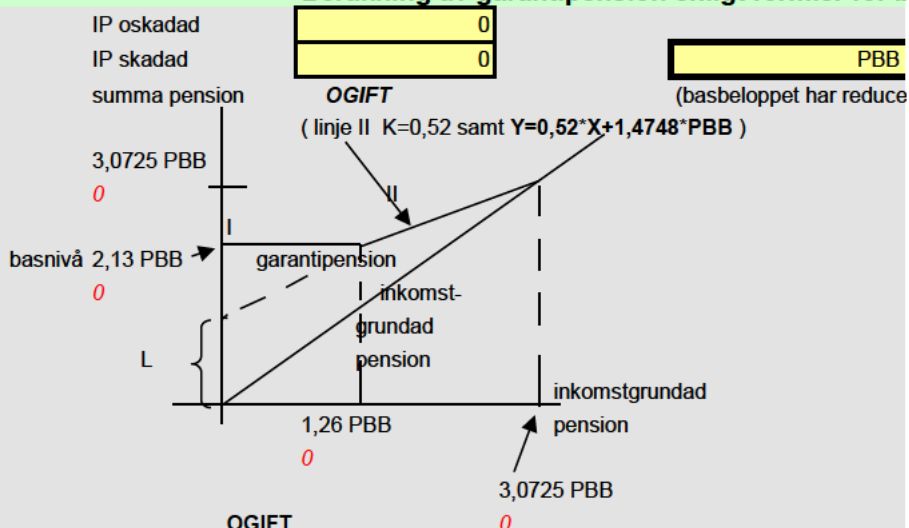 IP oskadad 0
IP skadad 0 PBB
summa pension OGIFT (basbeloppet har reduce
( linje II K=0,52 samt Y=0,52*X+1,4748*PBB )
3,0725 PBB
0
II
I
basnivå 2,13 PBB garantipension
0
inkomst-
grundad
pension
L
inkomstgrundad
pension
1,26 PBB
0
3,0725 PBB
0
OGIFT